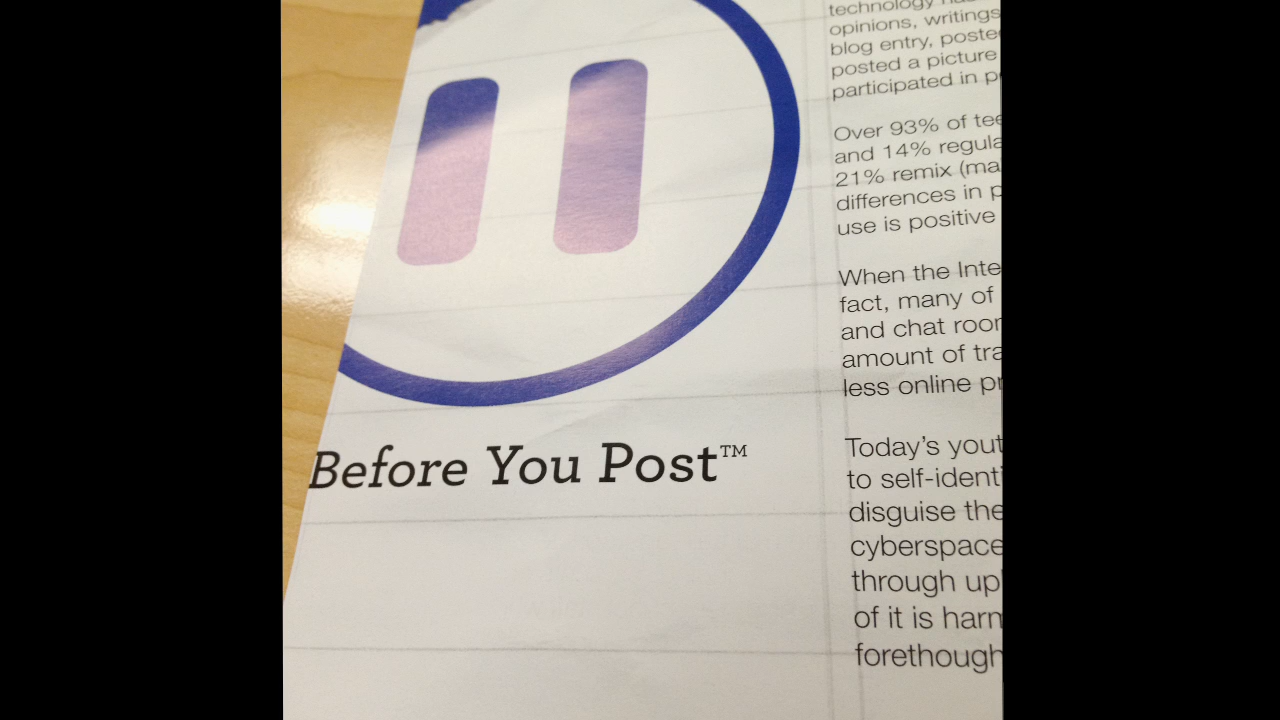 Before You Post™
technology
opinions, writings
blog entry, poste
posted a picture
participated in p
Over 93% of tee
and 14% regula
21% remix (ma
differences in p
use is positive
When the Inte
fact, many of
and chat roor
amount of tra
less online pr
Today's yout
to self-identi
disguise the
cyberspace
through up
of it is harm
forethough